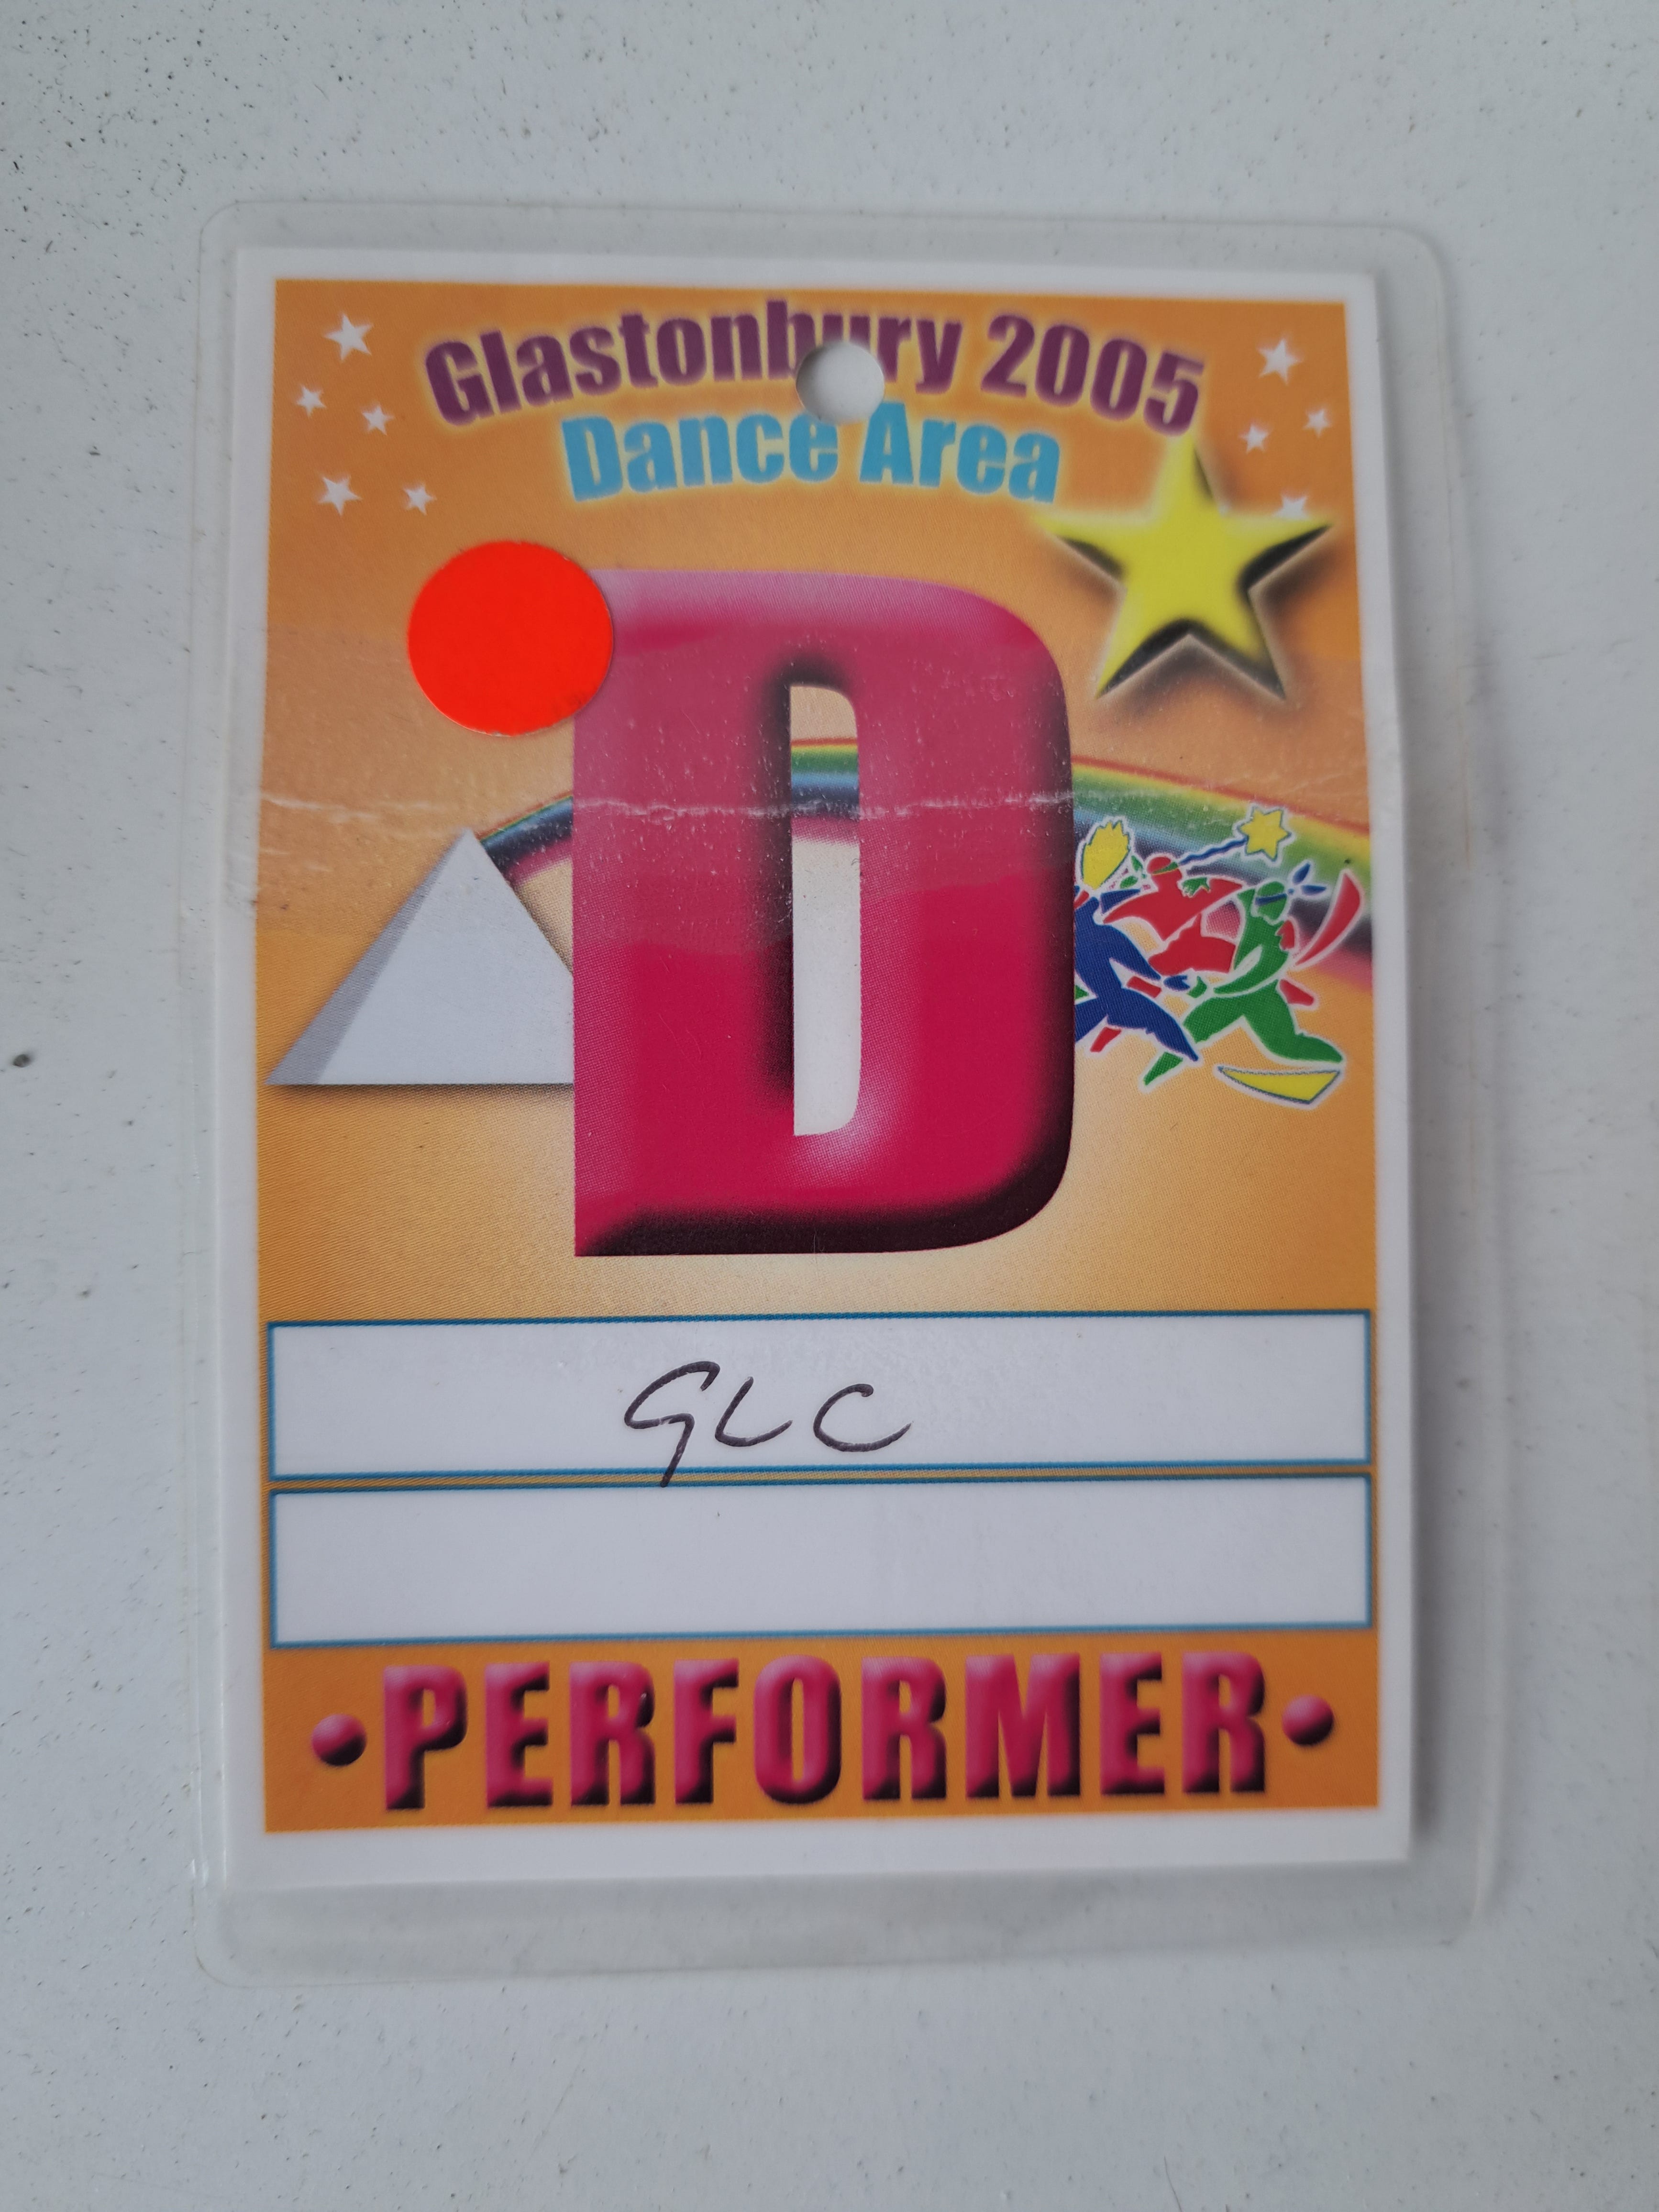 Glastonbury 2005
Dance Area
D
GLC
•PERFORMER•